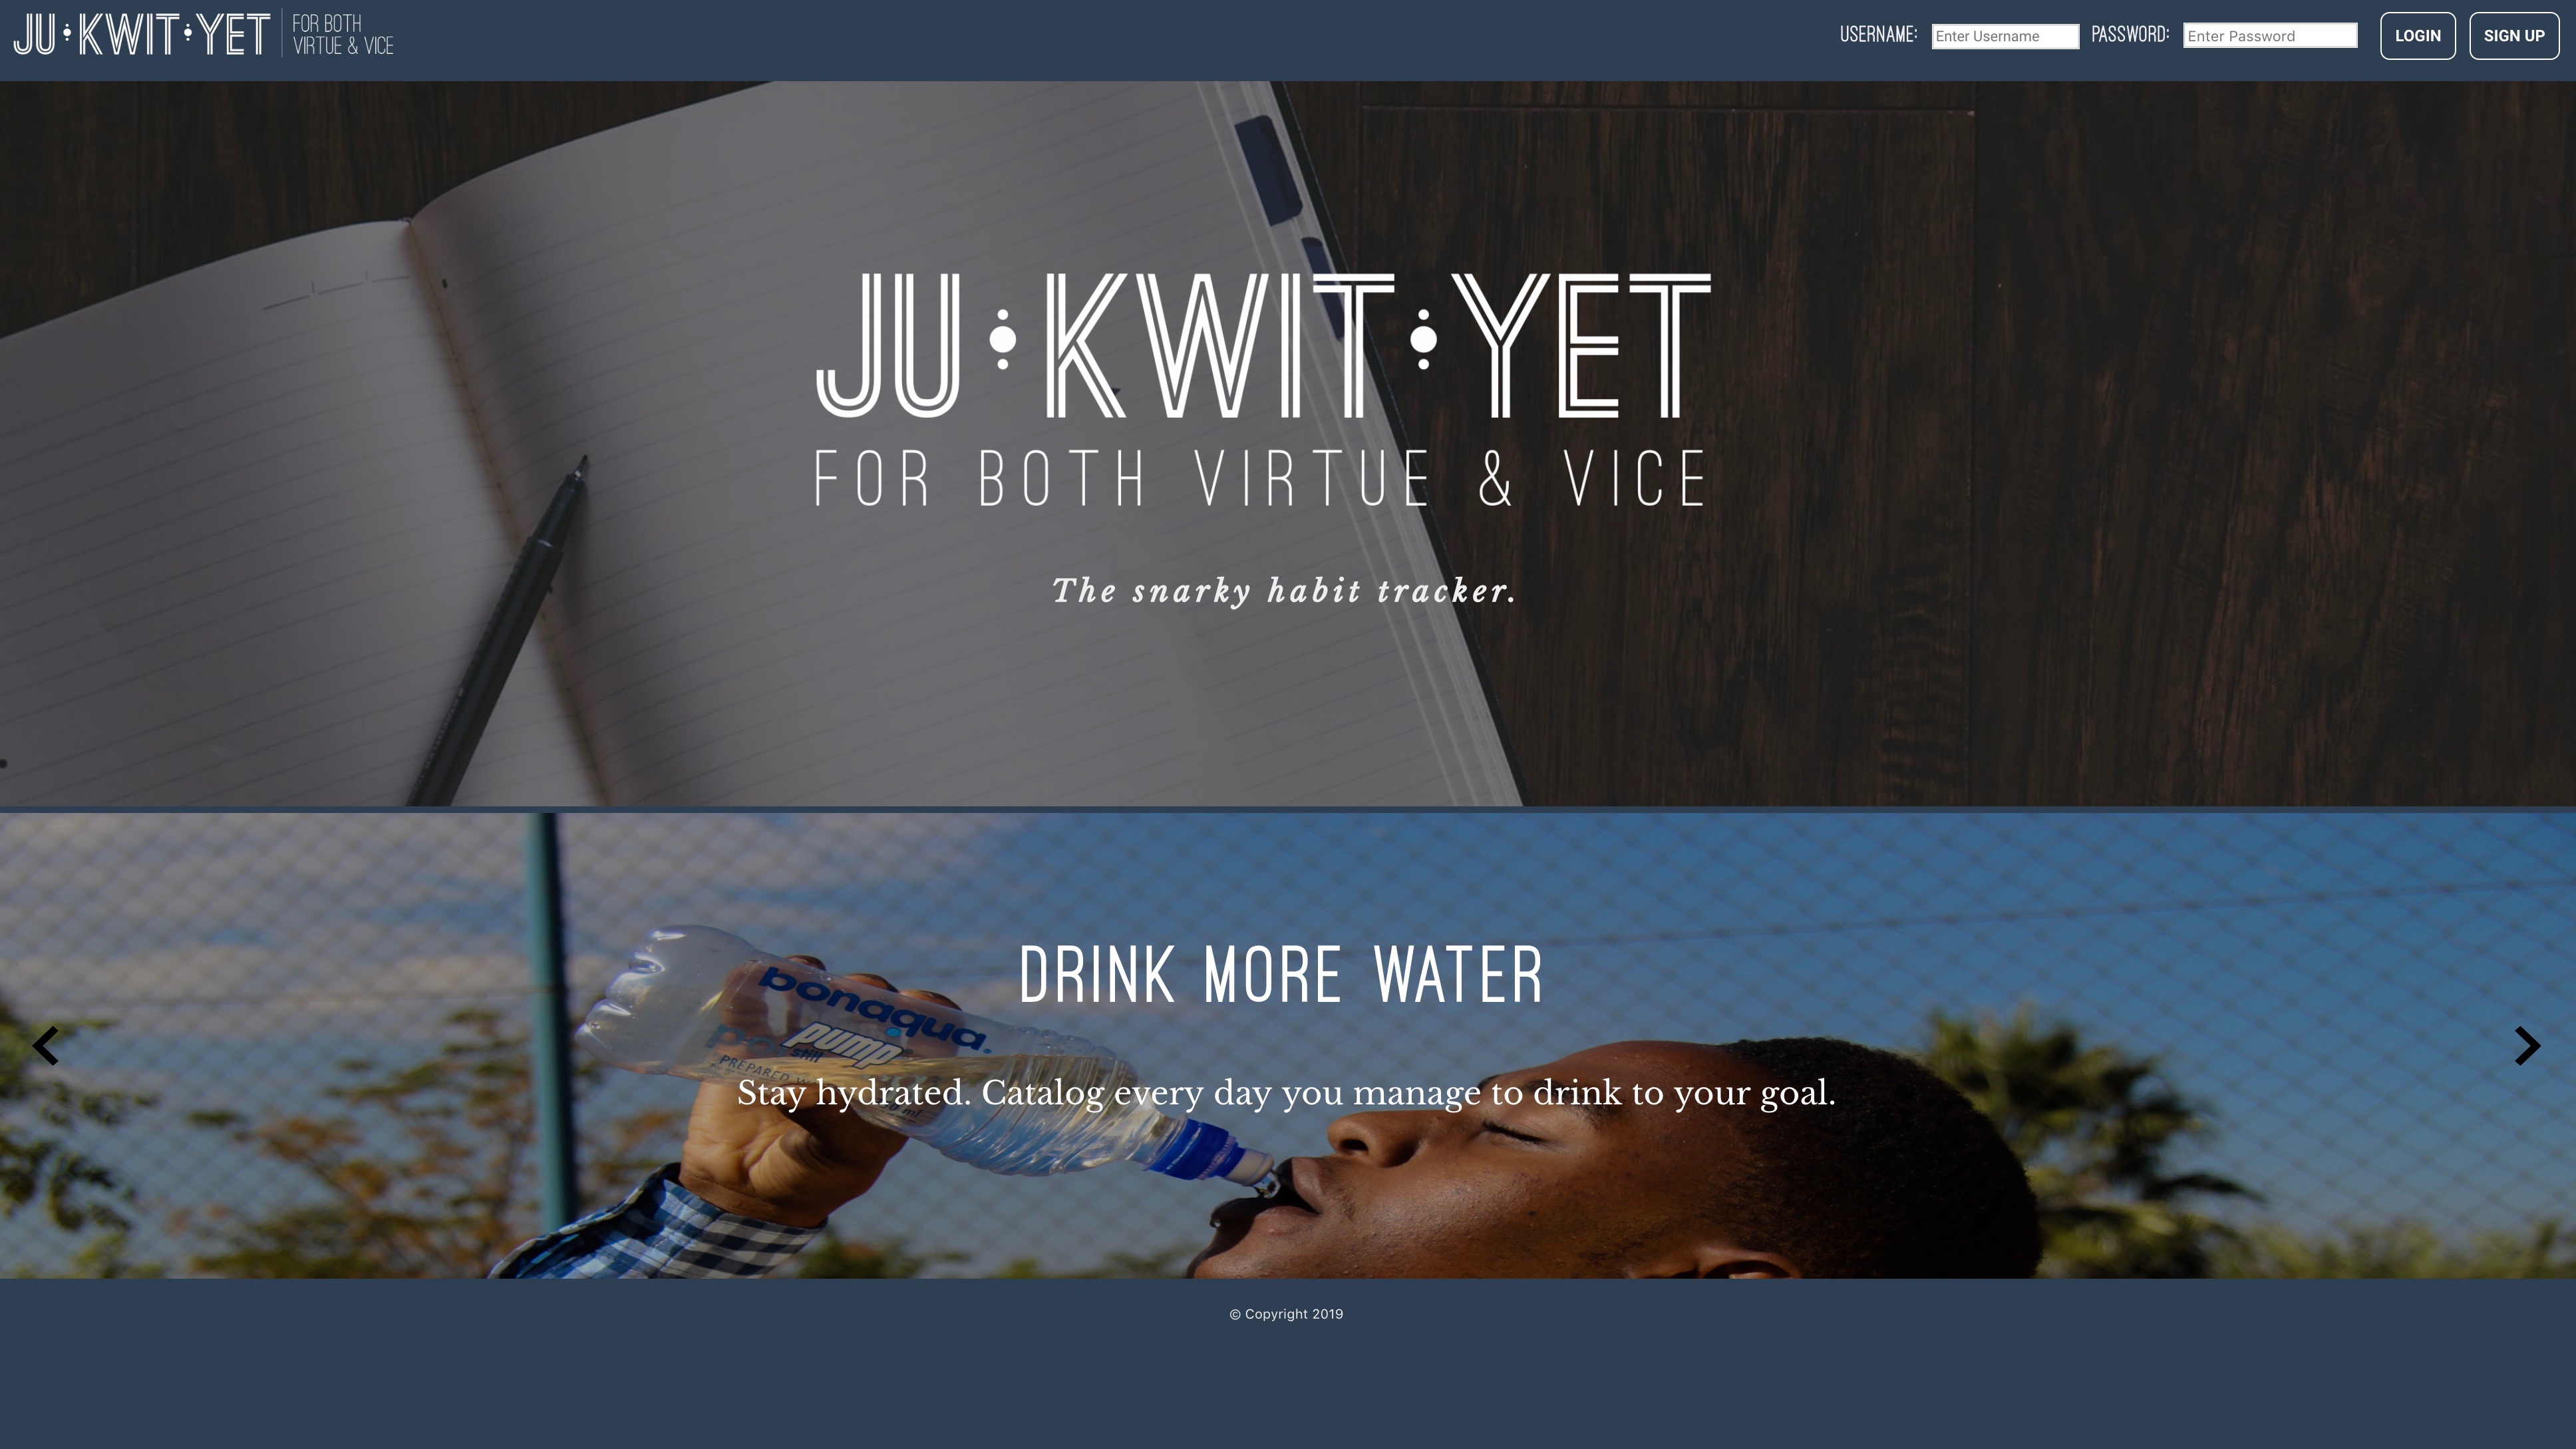 JU•KWIT•YET
FOR BOTH
VIRTUE & VICE
USERNAME: Enter Username PASSWORD: Enter Password LOGIN SIGN UP
JU•KWIT•YET
FOR BOTH VIRTUE & VICE
The snarky habit tracker.
DRINK MORE WATER
bonaqua.
pump
still
Stay hydrated. Catalog every day you manage to drink to your goal.
© Copyright 2019